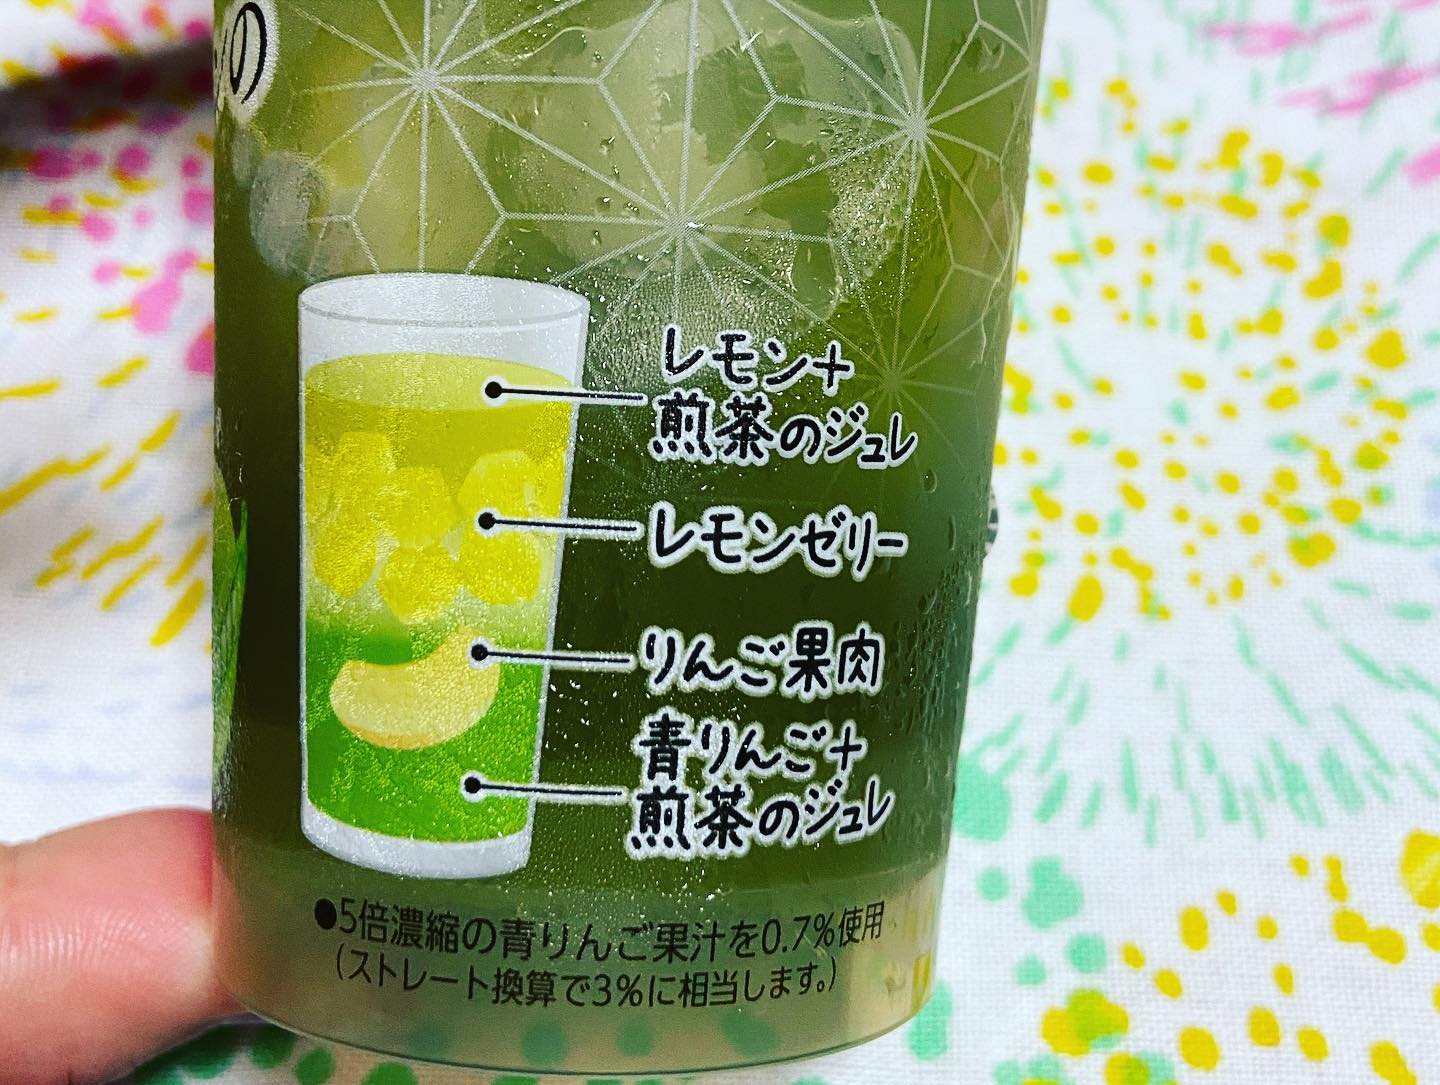 の
レモン+
煎茶のジュレ
レモンゼリー
りんご果肉
青りんご+
煎茶のジュレ
●5倍濃縮の青りんご果汁を0.7%使用
(ストレート換算で3%に相当します。)